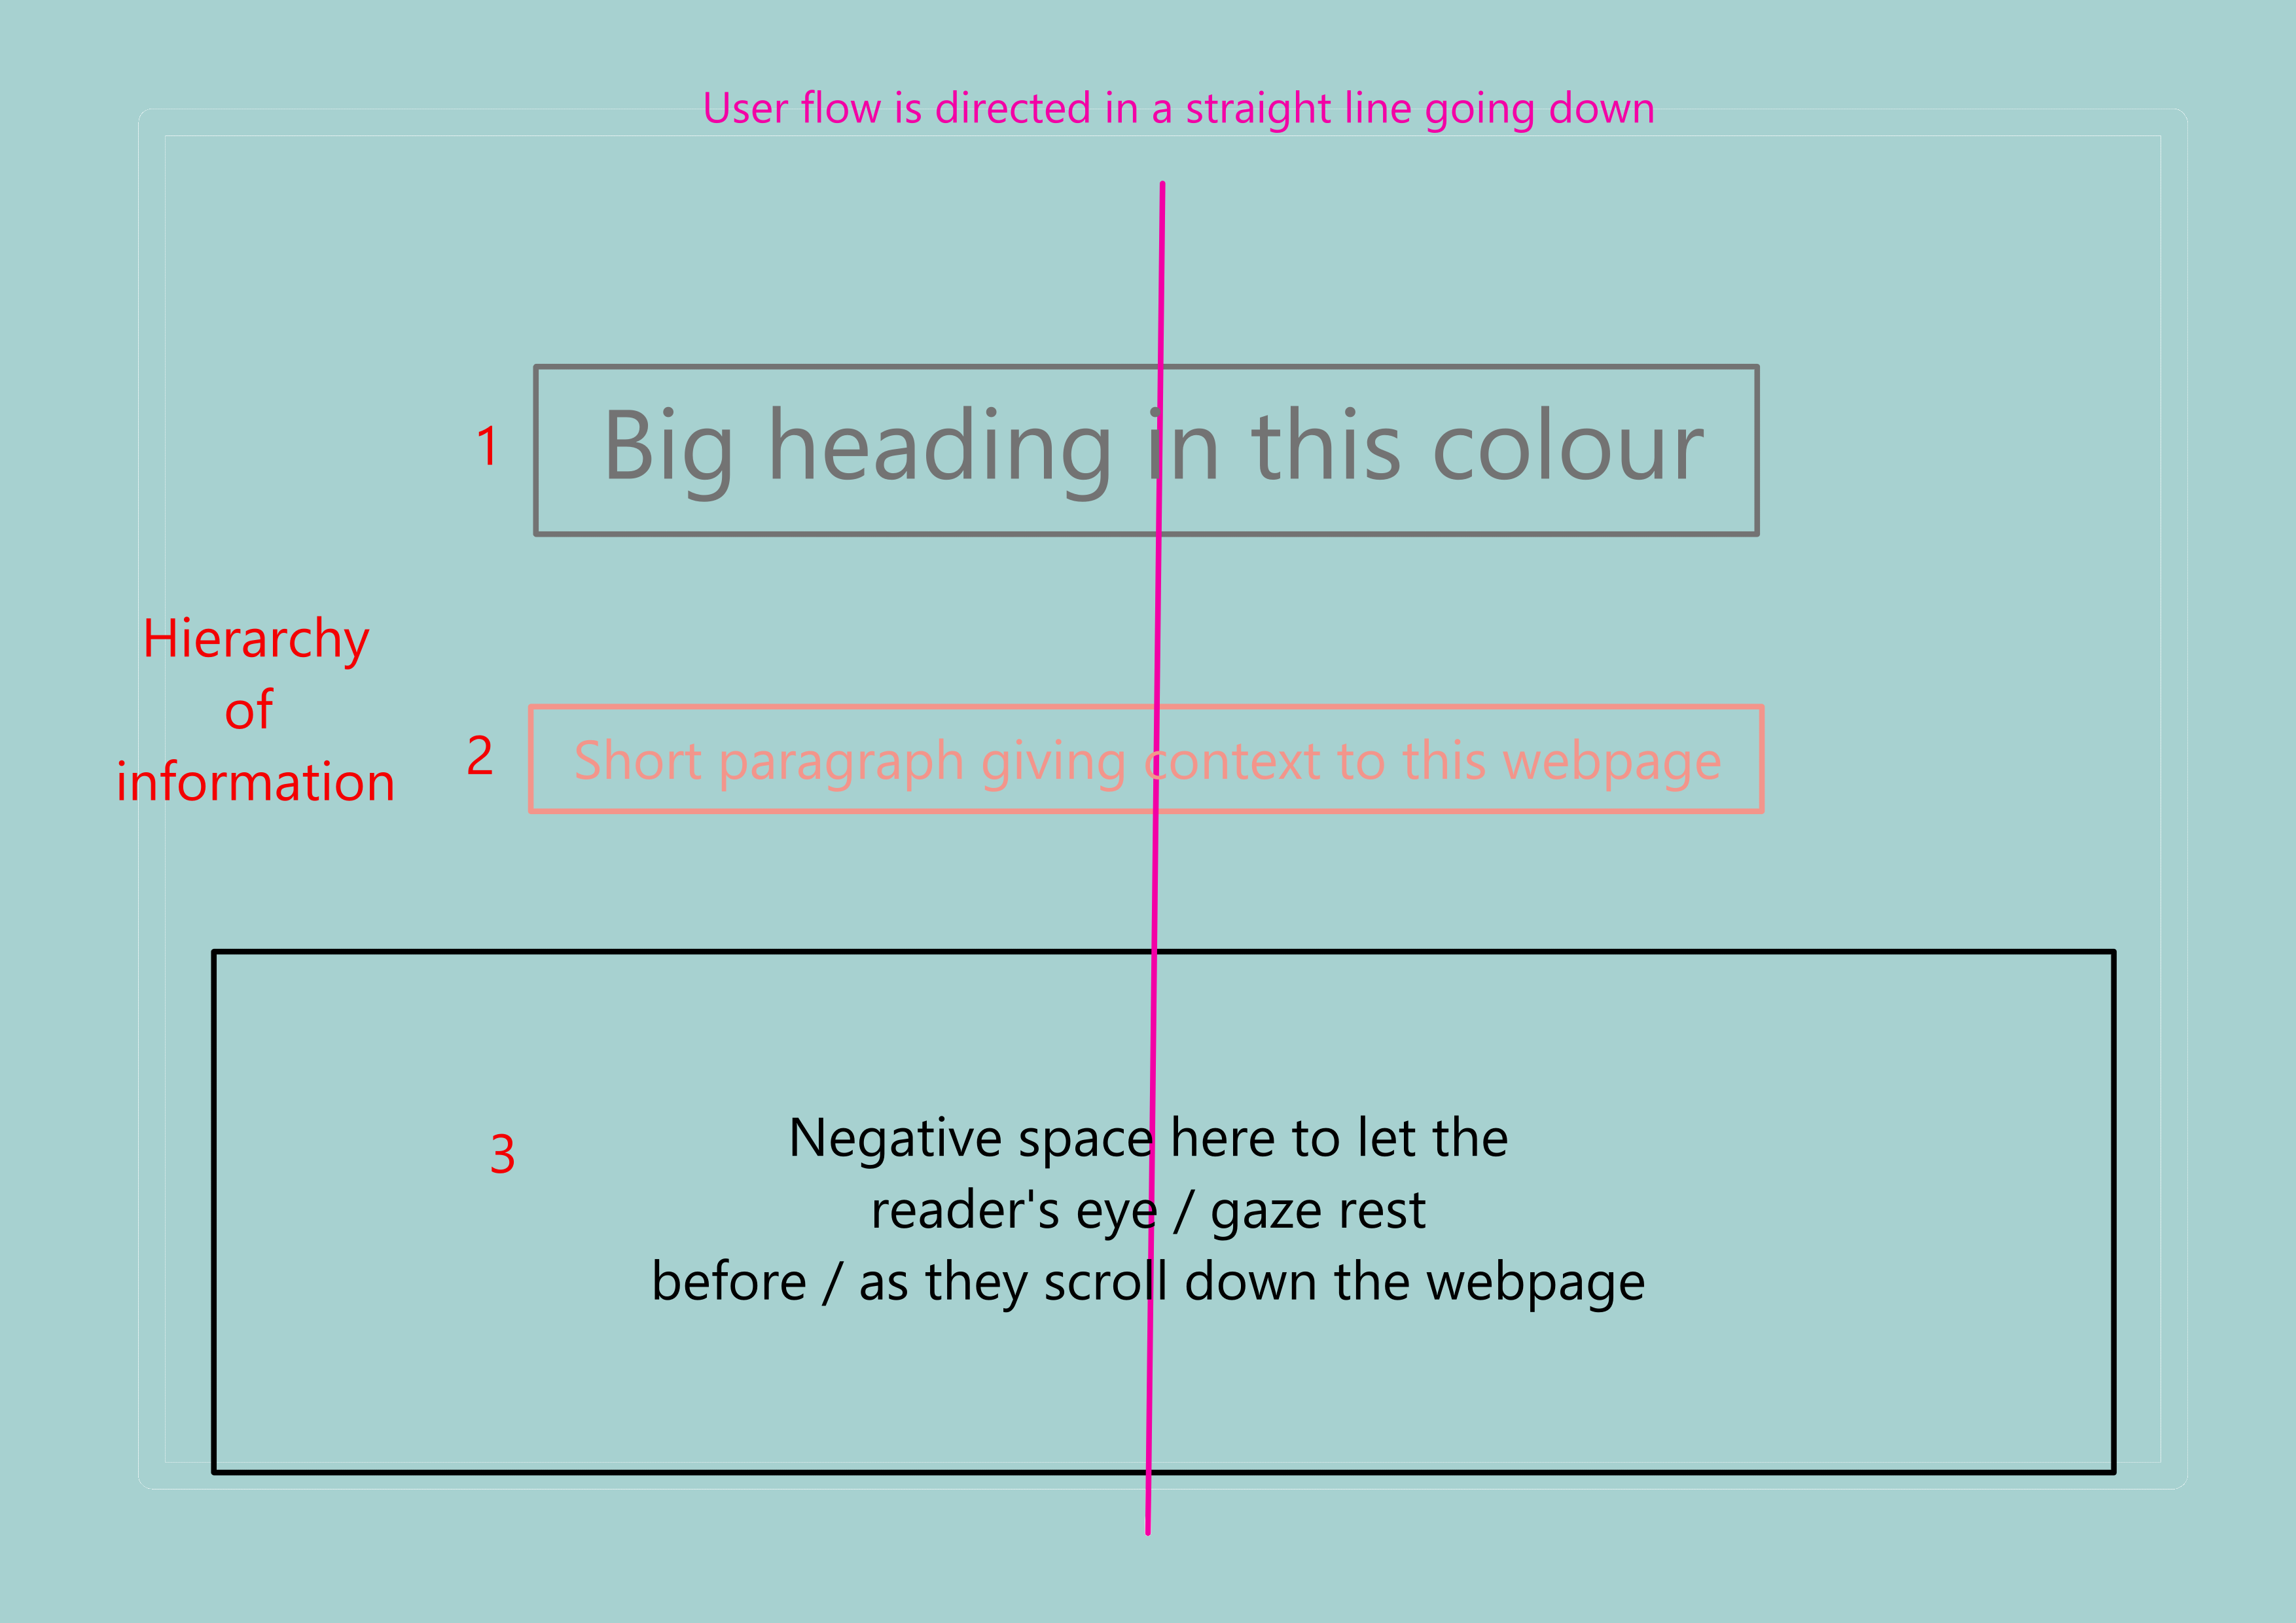 User flow is directed in a straight line going down
1
Big heading in this colour
Hierarchy
of
information
2
Short paragraph giving context to this webpage
3
Negative space here to let the
reader's eye / gaze rest
before / as they scroll down the webpage